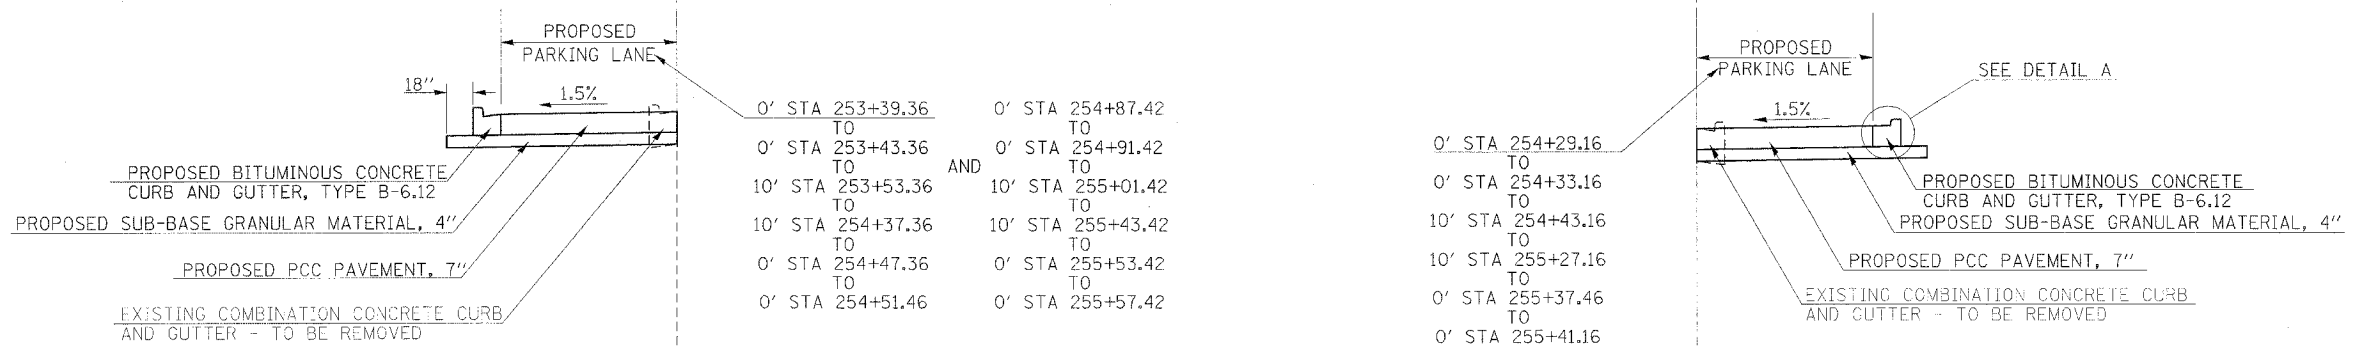 PROPOSED
PARKING LANE
18"
1.5%
PROPOSED BITUMINOUS CONCRETE
CURB AND GUTTER, TYPE B-6.12
PROPOSED SUB-BASE GRANULAR MATERIAL, 4"
PROPOSED PCC PAVEMENT, 7"
EXISTING COMBINATION CONCRETE CURB
AND GUTTER - TO BE REMOVED
0' STA 253+39.36
TO
0' STA 253+43.36
TO
10' STA 253+53.36
TO
10' STA 254+37.36
TO
0' STA 254+47.36
TO
0' STA 254+51.46
AND
0' STA 254+87.42
TO
0' STA 254+91.42
TO
10' STA 255+01.42
TO
10' STA 255+43.42
TO
0' STA 255+53.42
TO
0' STA 255+57.42
PROPOSED
PARKING LANE
SEE DETAIL A
1.5%
0' STA 254+29.16
TO
0' STA 254+33.16
TO
10' STA 254+43.16
TO
10' STA 255+27.16
TO
0' STA 255+37.46
TO
0' STA 255+41.16
PROPOSED BITUMINOUS CONCRETE
CURB AND GUTTER, TYPE B-6.12
PROPOSED SUB-BASE GRANULAR MATERIAL, 4"
PROPOSED PCC PAVEMENT, 7"
EXISTING COMBINATION CONCRETE CURB
AND GUTTER - TO BE REMOVED